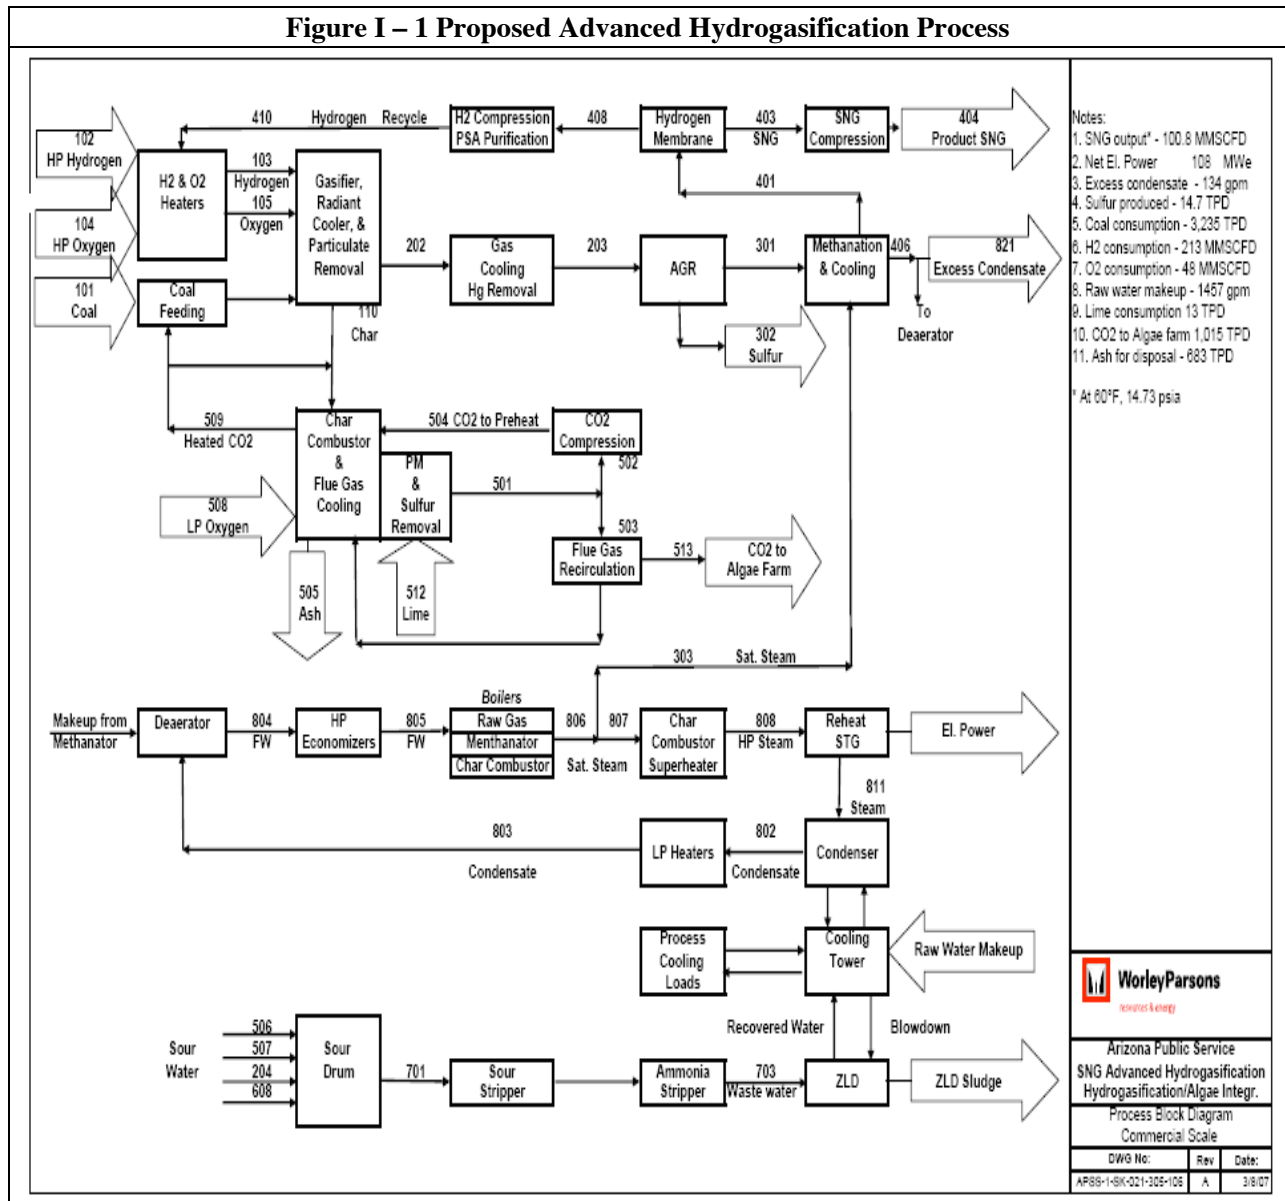 Figure I – 1 Proposed Advanced Hydrogasification Process
102
HP Hydrogen
104
HP Oxygen
101
Coal
410 Hydrogen Recycle
H2 & O2
Heaters
103
Hydrogen
105
Oxygen
Coal
Feeding
Gasifier,
Radiant
Cooler, &
Particulate
Removal
110
Char
202
H2 Compression
PSA Purification
408
Hydrogen
Membrane
403
SNG
SNG
Compression
404
Product SNG
401
Gas
Cooling
Hg Removal
203
AGR
301
Methanation
& Cooling
406
821
Excess Condensate
To
Deaerator
302
Sulfur
509
Heated CO2
Char
Combustor
&
Flue Gas
Cooling
PM
&
Sulfur
Removal
504 CO2 to Preheat
CO2
Compression
502
501
503
508
LP Oxygen
Flue Gas
Recirculation
513
CO2 to
Algae Farm
505
Ash
512
Lime
303 Sat. Steam
Makeup from
Methanator
Deaerator
804
FW
HP
Economizers
805
FW
Boilers
Raw Gas
Menthanator
Char Combustor
806
807
Sat. Steam
Char
Combustor
Superheater
808
HP Steam
Reheat
STG
El. Power
811
Steam
803
Condensate
LP Heaters
802
Condensate
Condenser
Process
Cooling
Loads
Cooling
Tower
Raw Water Makeup
Recovered Water
Blowdown
Sour
Water
506
507
204
608
Sour
Drum
701
Sour
Stripper
Ammonia
Stripper
703
Waste water
ZLD
ZLD Sludge
Notes:
1. SNG output* - 100.8 MMSCFD
2. Net El. Power 108 MWe
3. Excess condensate - 134 gpm
4. Sulfur produced - 14.7 TPD
5. Coal consumption - 3,235 TPD
6. H2 consumption - 213 MMSCFD
7. O2 consumption - 48 MMSCFD
8. Raw water makeup - 1457 gpm
9. Lime consumption 13 TPD
10. CO2 to Algae farm 1,015 TPD
11. Ash for disposal - 683 TPD
* At 60°F, 14.73 psia
WorleyParsons
resources & energy
Arizona Public Service
SNG Advanced Hydrogasification
Hydrogasification/Algae Integr.
Process Block Diagram
Commercial Scale
DWG No: Rev Date:
APSS-1-SK-021-305-106 A 3/8/07